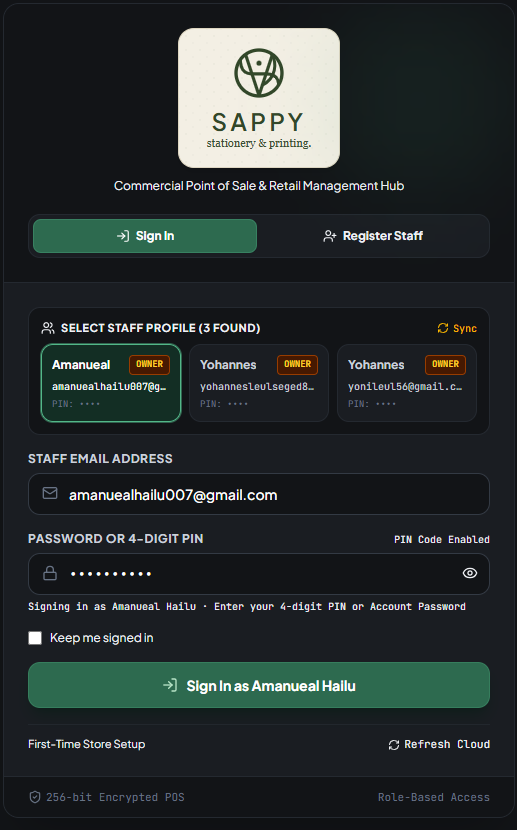 SAPPY
stationery & printing.
Commercial Point of Sale & Retail Management Hub
Sign In
Register Staff
SELECT STAFF PROFILE (3 FOUND)
Sync
Amanueal OWNER
amanuealhailu007@g…
PIN: ••••
Yohannes OWNER
yohannesleulseged8…
PIN: ••••
Yohannes OWNER
yonileul56@gmail.c…
PIN: ••••
STAFF EMAIL ADDRESS
amanuealhailu007@gmail.com
PASSWORD OR 4-DIGIT PIN
PIN Code Enabled
••••••••••
Signing in as Amanueal Hailu · Enter your 4-digit PIN or Account Password
Keep me signed in
Sign In as Amanueal Hailu
First-Time Store Setup
Refresh Cloud
256-bit Encrypted POS
Role-Based Access